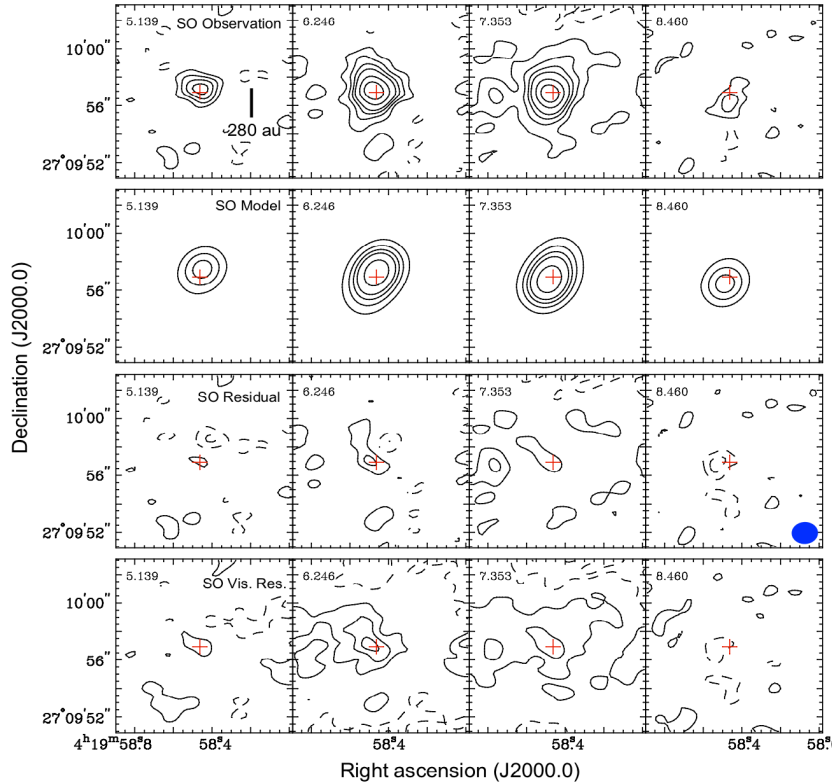 5.139 SO Observation 6.246 7.353 8.460
10'00"
56"
280 au
27°09'52"
5.139 SO Model 6.246 7.353 8.460
10'00"
56"
27°09'52"
5.139 SO Residual 6.246 7.353 8.460
10'00"
56"
27°09'52"
5.139 SO Vis. Res. 6.246 7.353 8.460
10'00"
56"
27°09'52"
4ʰ19ᵐ58ˢ.8 58ˢ.4 58ˢ.4 58ˢ.4 58ˢ.4
Declination (J2000.0)
Right ascension (J2000.0)